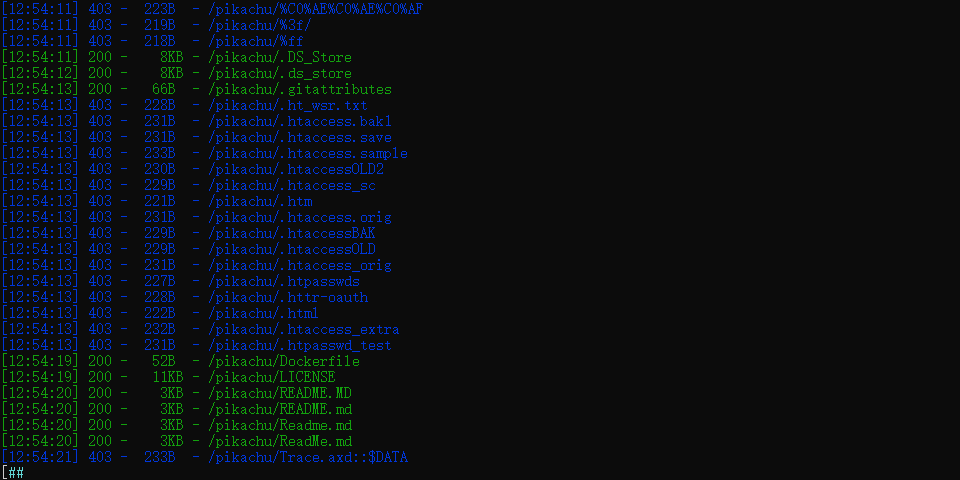 [12:54:11] 403 -   223B  - /pikachu/%C0%AE%C0%AE%C0%AF
[12:54:11] 403 -   219B  - /pikachu/%3f/
[12:54:11] 403 -   218B  - /pikachu/%ff
[12:54:11] 200 -     8KB - /pikachu/.DS_Store
[12:54:12] 200 -     8KB - /pikachu/.ds_store
[12:54:13] 200 -    66B  - /pikachu/.gitattributes
[12:54:13] 403 -   228B  - /pikachu/.ht_wsr.txt
[12:54:13] 403 -   231B  - /pikachu/.htaccess.bak1
[12:54:13] 403 -   231B  - /pikachu/.htaccess.save
[12:54:13] 403 -   233B  - /pikachu/.htaccess.sample
[12:54:13] 403 -   230B  - /pikachu/.htaccessOLD2
[12:54:13] 403 -   229B  - /pikachu/.htaccess_sc
[12:54:13] 403 -   221B  - /pikachu/.htm
[12:54:13] 403 -   231B  - /pikachu/.htaccess.orig
[12:54:13] 403 -   229B  - /pikachu/.htaccessBAK
[12:54:13] 403 -   229B  - /pikachu/.htaccessOLD
[12:54:13] 403 -   231B  - /pikachu/.htaccess_orig
[12:54:13] 403 -   227B  - /pikachu/.htpasswds
[12:54:13] 403 -   228B  - /pikachu/.httr-oauth
[12:54:13] 403 -   222B  - /pikachu/.html
[12:54:13] 403 -   232B  - /pikachu/.htaccess_extra
[12:54:13] 403 -   231B  - /pikachu/.htpasswd_test
[12:54:19] 200 -    52B  - /pikachu/Dockerfile
[12:54:19] 200 -    11KB - /pikachu/LICENSE
[12:54:20] 200 -     3KB - /pikachu/README.MD
[12:54:20] 200 -     3KB - /pikachu/README.md
[12:54:20] 200 -     3KB - /pikachu/Readme.md
[12:54:20] 200 -     3KB - /pikachu/ReadMe.md
[12:54:21] 403 -   233B  - /pikachu/Trace.axd::$DATA
[##